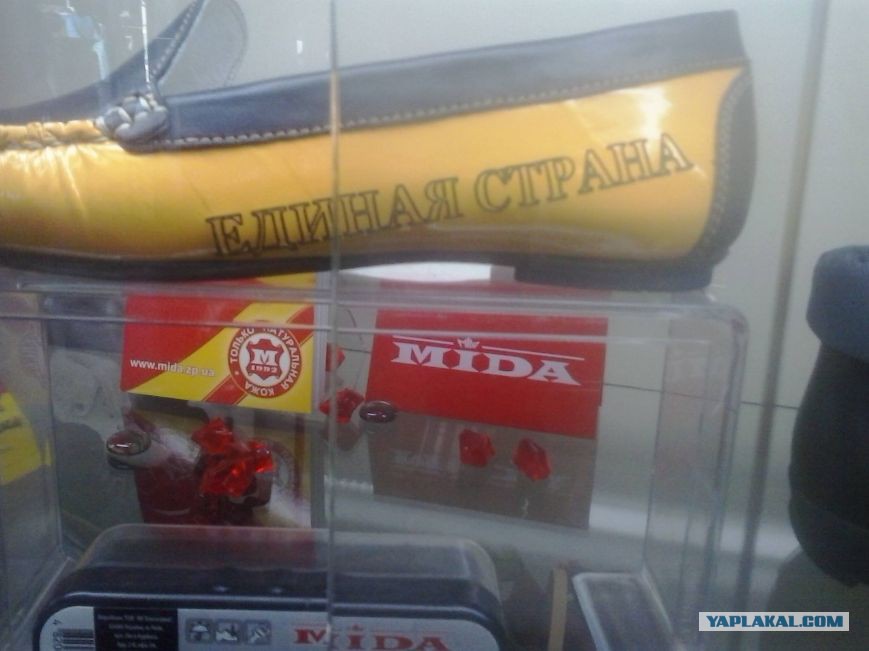 ЕДИНАЯ СТРАНА
www.mida.zp.ua
ТОЛЬКО НАТУРАЛЬНАЯ КОЖА
M
1992
MIDA
MIDA
YAPLAKAL.COM